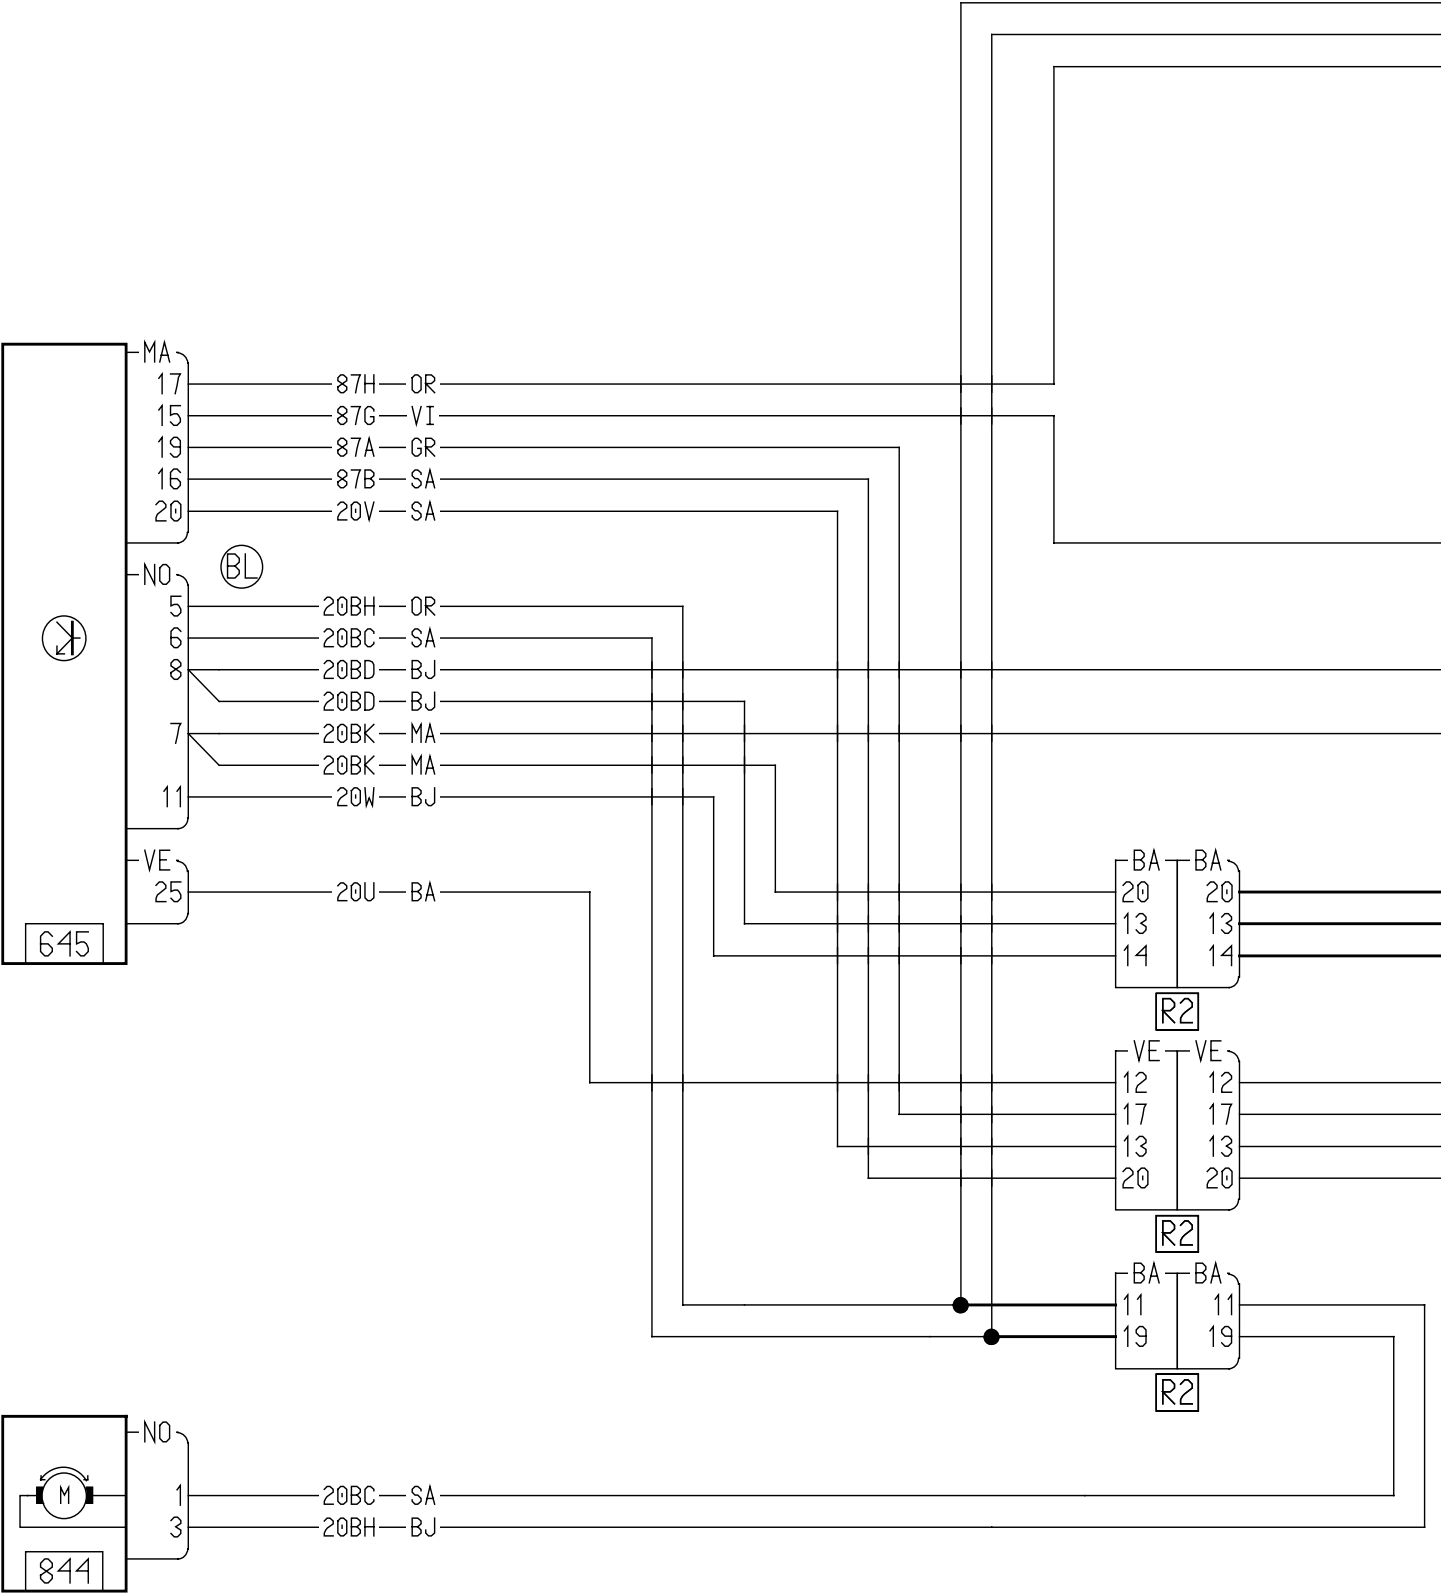 MA
17 87H OR
15 87G VI
19 87A GR
16 87B SA
20 20V SA
BL
NO
5 20BH OR
6 20BC SA
8 20BD BJ
20BD BJ
7 20BK MA
20BK MA
11 20W BJ
VE
25 20U BA
645
BA BA
20 20
13 13
14 14
R2
VE VE
12 12
17 17
13 13
20 20
R2
BA BA
11 11
19 19
R2
NO
M
1 20BC SA
3 20BH BJ
844